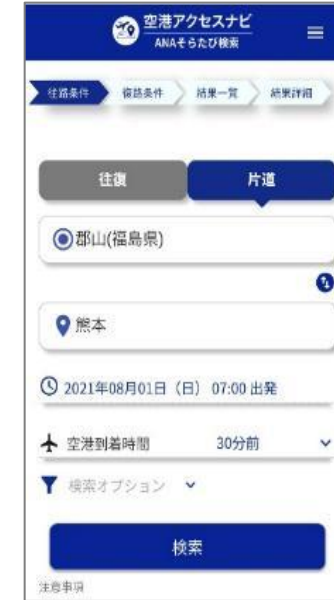 空港アクセスナビ
ANAそらたび検索
往路条件 復路条件 結果一覧 結果詳細
往復 片道
郡山(福島県)
熊本
2021年08月01日（日） 07:00 出発
空港到着時間 30分前
検索オプション
検索
注意事項